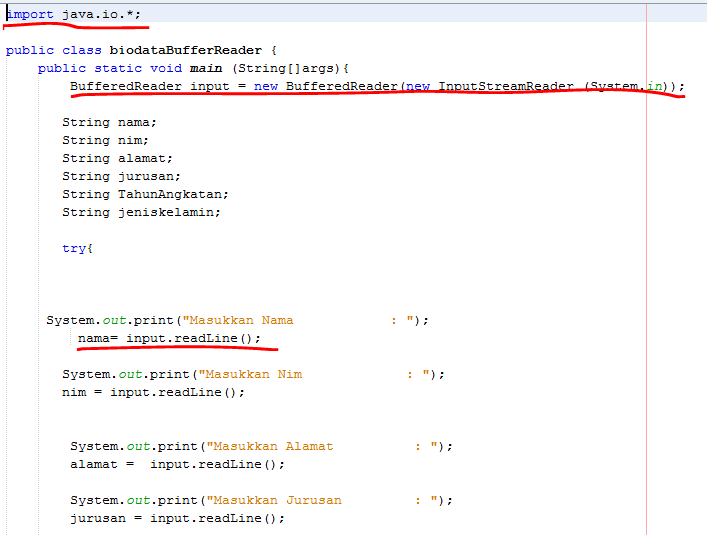 import java.io.*;
public class biodataBufferReader {
public static void main (String[]args){
BufferedReader input = new BufferedReader(new InputStreamReader (System.in));
String nama;
String nim;
String alamat;
String jurusan;
String TahunAngkatan;
String jeniskelamin;
try{
System.out.print("Masukkan Nama            : ");
nama= input.readLine();
System.out.print("Masukkan Nim             : ");
nim = input.readLine();
System.out.print("Masukkan Alamat          : ");
alamat =  input.readLine();
System.out.print("Masukkan Jurusan         : ");
jurusan = input.readLine();